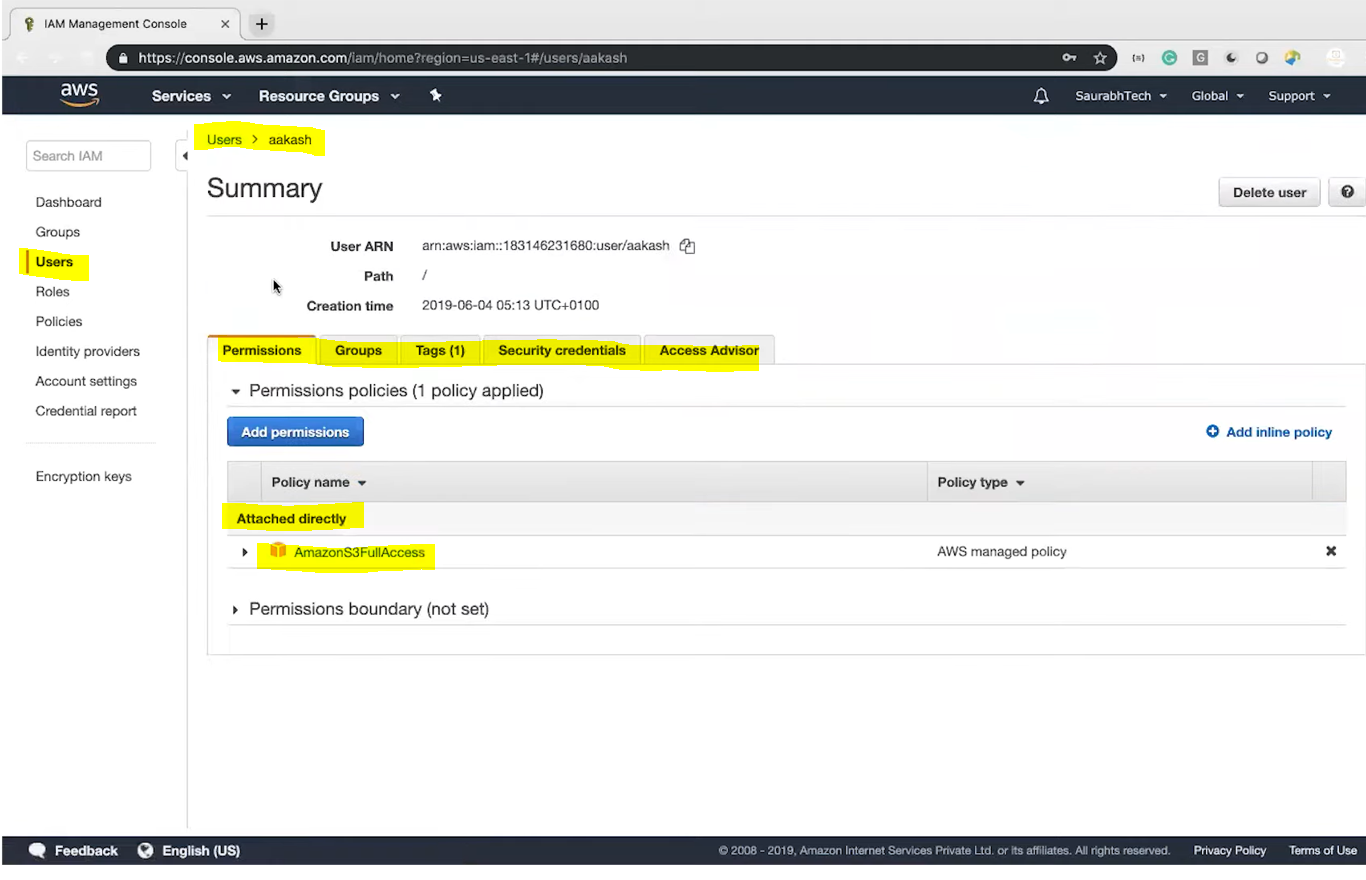 IAM Management Console
https://console.aws.amazon.com/iam/home?region=us-east-1#/users/aakash
aws Services Resource Groups SaurabhTech Global Support
Users > aakash
Search IAM
Summary
Delete user
Dashboard
Groups
Users
Roles
Policies
Identity providers
Account settings
Credential report
Encryption keys
User ARN arn:aws:iam::183146231680:user/aakash
Path /
Creation time 2019-06-04 05:13 UTC+0100
Permissions Groups Tags (1) Security credentials Access Advisor
Permissions policies (1 policy applied)
Add permissions Add inline policy
Policy name Policy type
Attached directly
AmazonS3FullAccess AWS managed policy
Permissions boundary (not set)
Feedback English (US) © 2008 - 2019, Amazon Internet Services Private Ltd. or its affiliates. All rights reserved. Privacy Policy Terms of Use